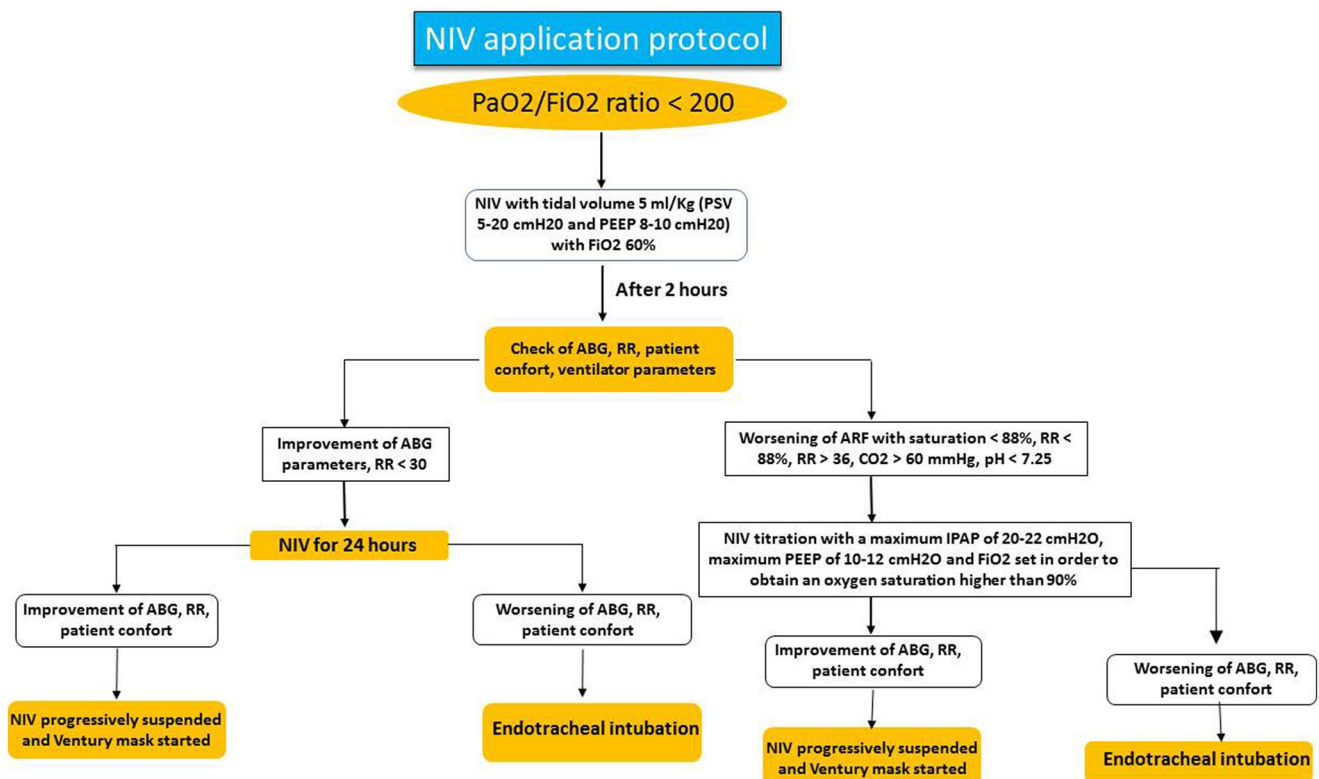 NIV application protocol
PaO2/FiO2 ratio < 200
NIV with tidal volume 5 ml/Kg (PSV
5-20 cmH20 and PEEP 8-10 cmH20)
with FiO2 60%
After 2 hours
Check of ABG, RR, patient
confort, ventilator parameters
Improvement of ABG
parameters, RR < 30
Worsening of ARF with saturation < 88%, RR <
88%, RR > 36, CO2 > 60 mmHg, pH < 7.25
NIV for 24 hours
NIV titration with a maximum IPAP of 20-22 cmH2O,
maximum PEEP of 10-12 cmH2O and FiO2 set in order to
obtain an oxygen saturation higher than 90%
Improvement of ABG, RR,
patient confort
Worsening of ABG, RR,
patient confort
Improvement of ABG, RR,
patient confort
Worsening of ABG, RR,
patient confort
NIV progressively suspended
and Ventury mask started
Endotracheal intubation
NIV progressively suspended
and Ventury mask started
Endotracheal intubation